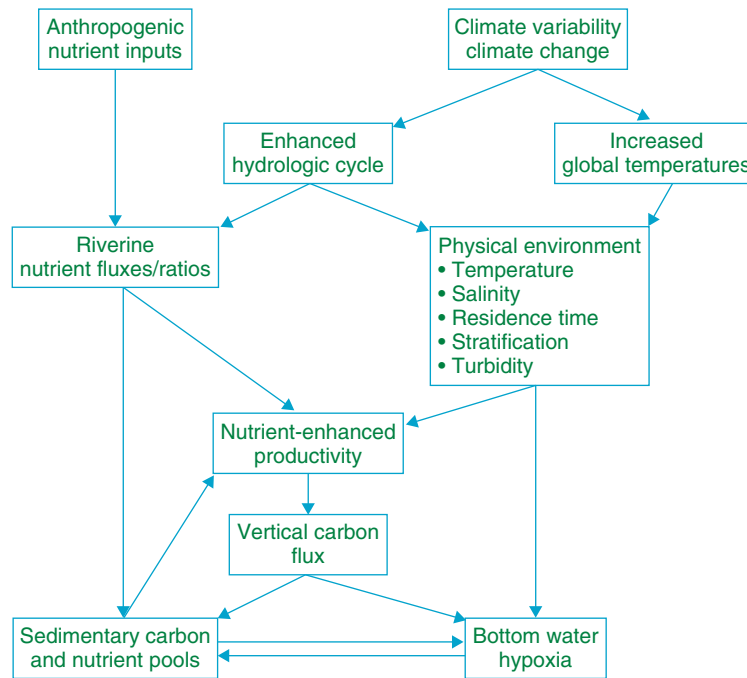 Anthropogenic
nutrient inputs
Climate variability
climate change
Enhanced
hydrologic cycle
Increased
global temperatures
Riverine
nutrient fluxes/ratios
Physical environment
• Temperature
• Salinity
• Residence time
• Stratification
• Turbidity
Nutrient-enhanced
productivity
Vertical carbon
flux
Sedimentary carbon
and nutrient pools
Bottom water
hypoxia